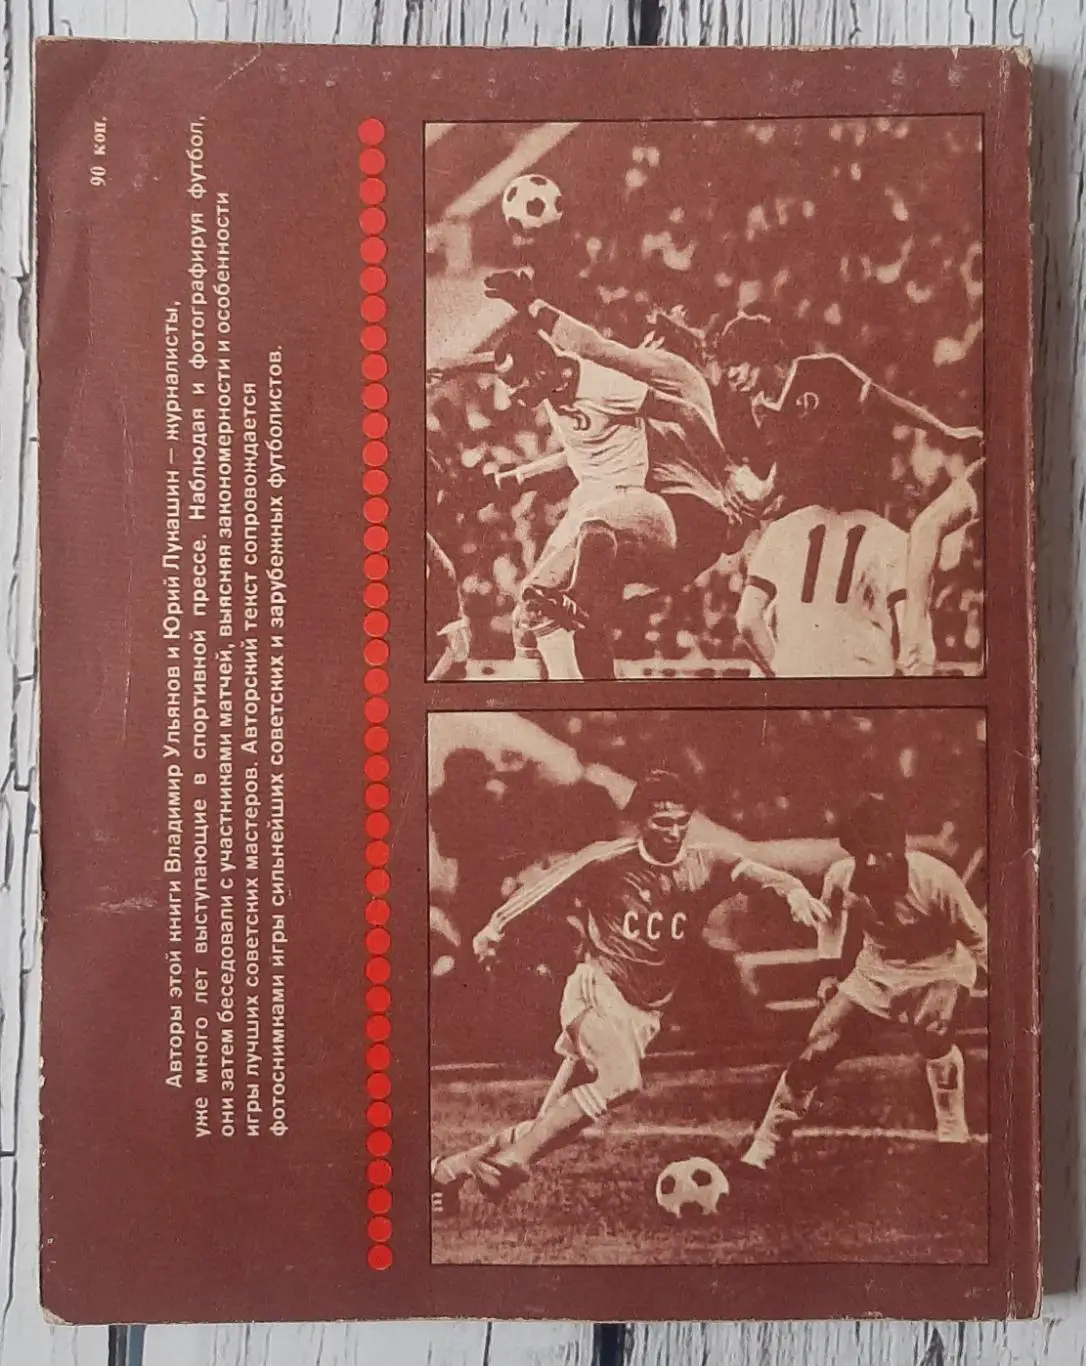 Авторы этой книги Владимир Ульянов и Юрий Лукашин – журналисты,
уже много лет выступающие в спортивной прессе. Наблюдая и фотографируя футбол,
они затем беседовали с участниками матчей, выясняя закономерности и особенности
игры лучших советских мастеров. Авторский текст сопровождается
фотоснимками игры сильнейших советских и зарубежных футболистов.
90 коп.
Д
11
СССР